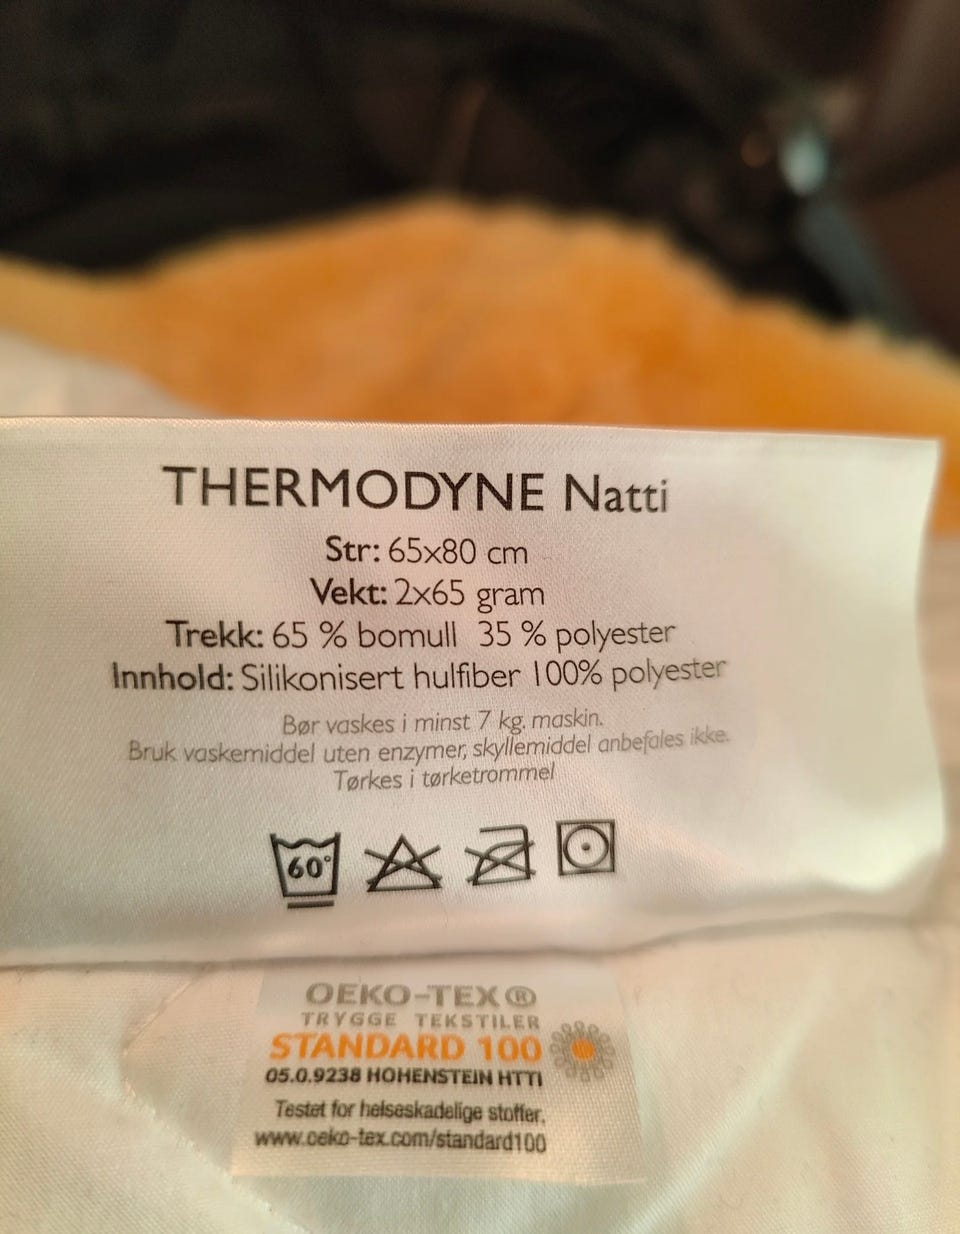 THERMODYNE Natti
Str: 65x80 cm
Vekt: 2x65 gram
Trekk: 65 % bomull 35 % polyester
Innhold: Silikonisert hulfiber 100% polyester
Bør vaskes i minst 7 kg. maskin.
Bruk vaskemiddel uten enzymer, skyllemiddel anbefales ikke.
Tørkes i tørketrommel
60°
OEKO-TEX®
TRYGGE TEKSTILER
STANDARD 100
05.0.9238 HOHENSTEIN HTTI
Testet for helseskadelige stoffer.
www.oeko-tex.com/standard100